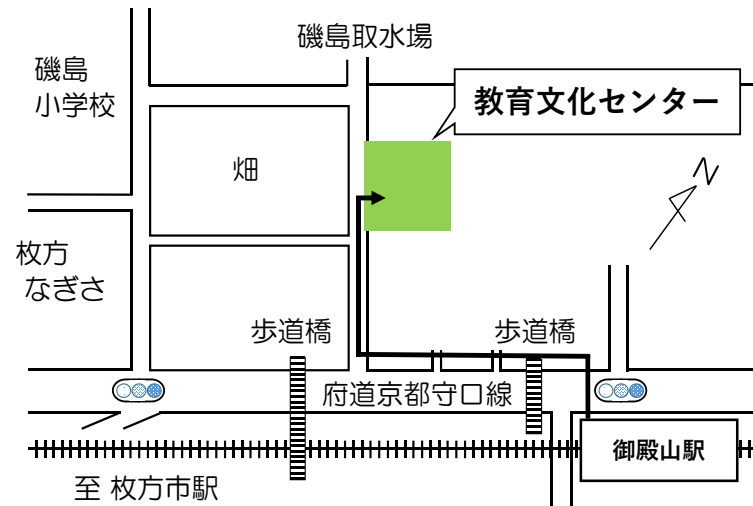 磯島取水場
磯島
小学校
教育文化センター
畑
N
枚方
なぎさ
歩道橋
歩道橋
府道京都守口線
御殿山駅
至 枚方市駅